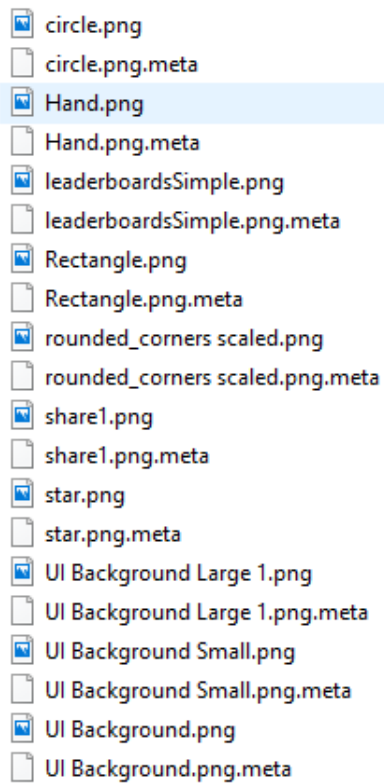 circle.png
circle.png.meta
Hand.png
Hand.png.meta
leaderboardsSimple.png
leaderboardsSimple.png.meta
Rectangle.png
Rectangle.png.meta
rounded_corners scaled.png
rounded_corners scaled.png.meta
share1.png
share1.png.meta
star.png
star.png.meta
UI Background Large 1.png
UI Background Large 1.png.meta
UI Background Small.png
UI Background Small.png.meta
UI Background.png
UI Background.png.meta